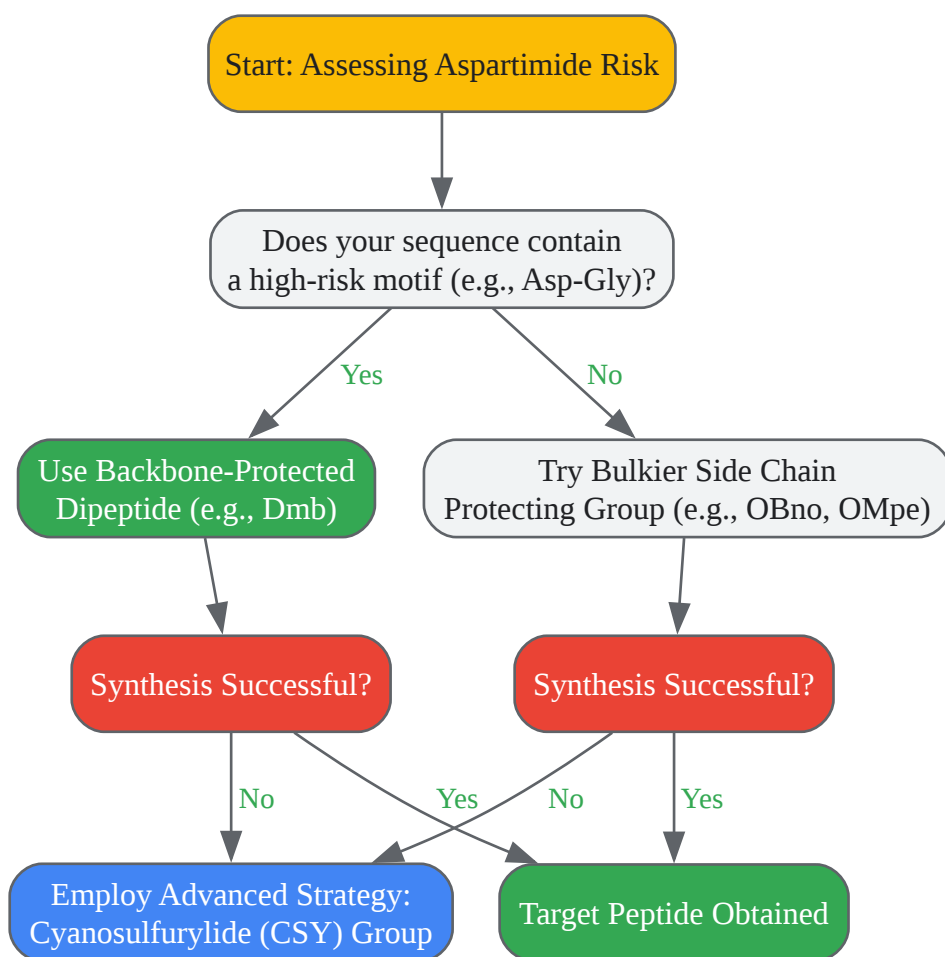 Start: Assessing Aspartimide Risk
Does your sequence contain
a high-risk motif (e.g., Asp-Gly)?
Yes
No
Use Backbone-Protected
Dipeptide (e.g., Dmb)
Try Bulkier Side Chain
Protecting Group (e.g., OBno, OMpe)
Synthesis Successful?
Synthesis Successful?
No
Yes
No
Yes
Employ Advanced Strategy:
Cyanosulfurylide (CSY) Group
Target Peptide Obtained